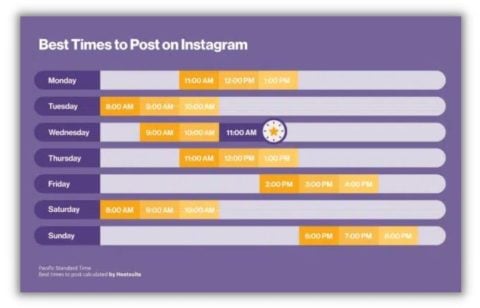 Best Times to Post on Instagram
Monday 11:00 AM 12:00 PM 1:00 PM
Tuesday 8:00 AM 9:00 AM 10:00 AM
Wednesday 9:00 AM 10:00 AM 11:00 AM
Thursday 11:00 AM 12:00 PM 1:00 PM
Friday 2:00 PM 3:00 PM 4:00 PM
Saturday 8:00 AM 9:00 AM 10:00 AM
Sunday 6:00 PM 7:00 PM 8:00 PM
Pacific Standard Time
Best times to post calculated by Hootsuite